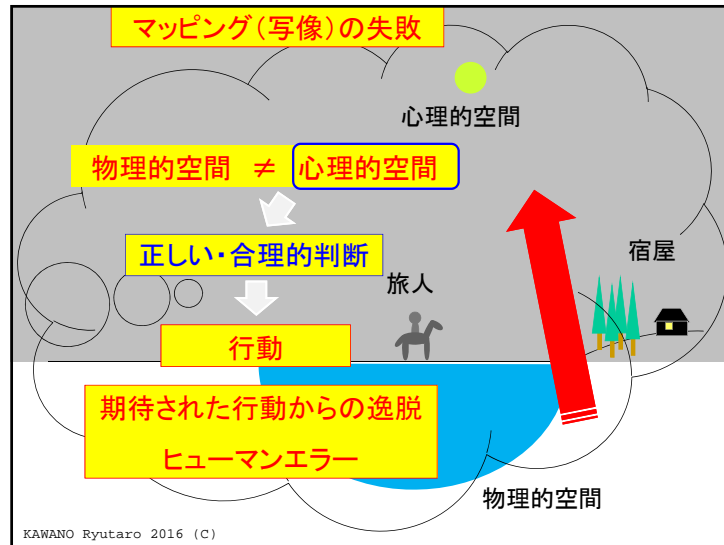 マッピング（写像）の失敗
心理的空間
物理的空間 ≠ 心理的空間
正しい・合理的判断
宿屋
旅人
行動
期待された行動からの逸脱
ヒューマンエラー
物理的空間
KAWANO Ryutaro 2016 (C)